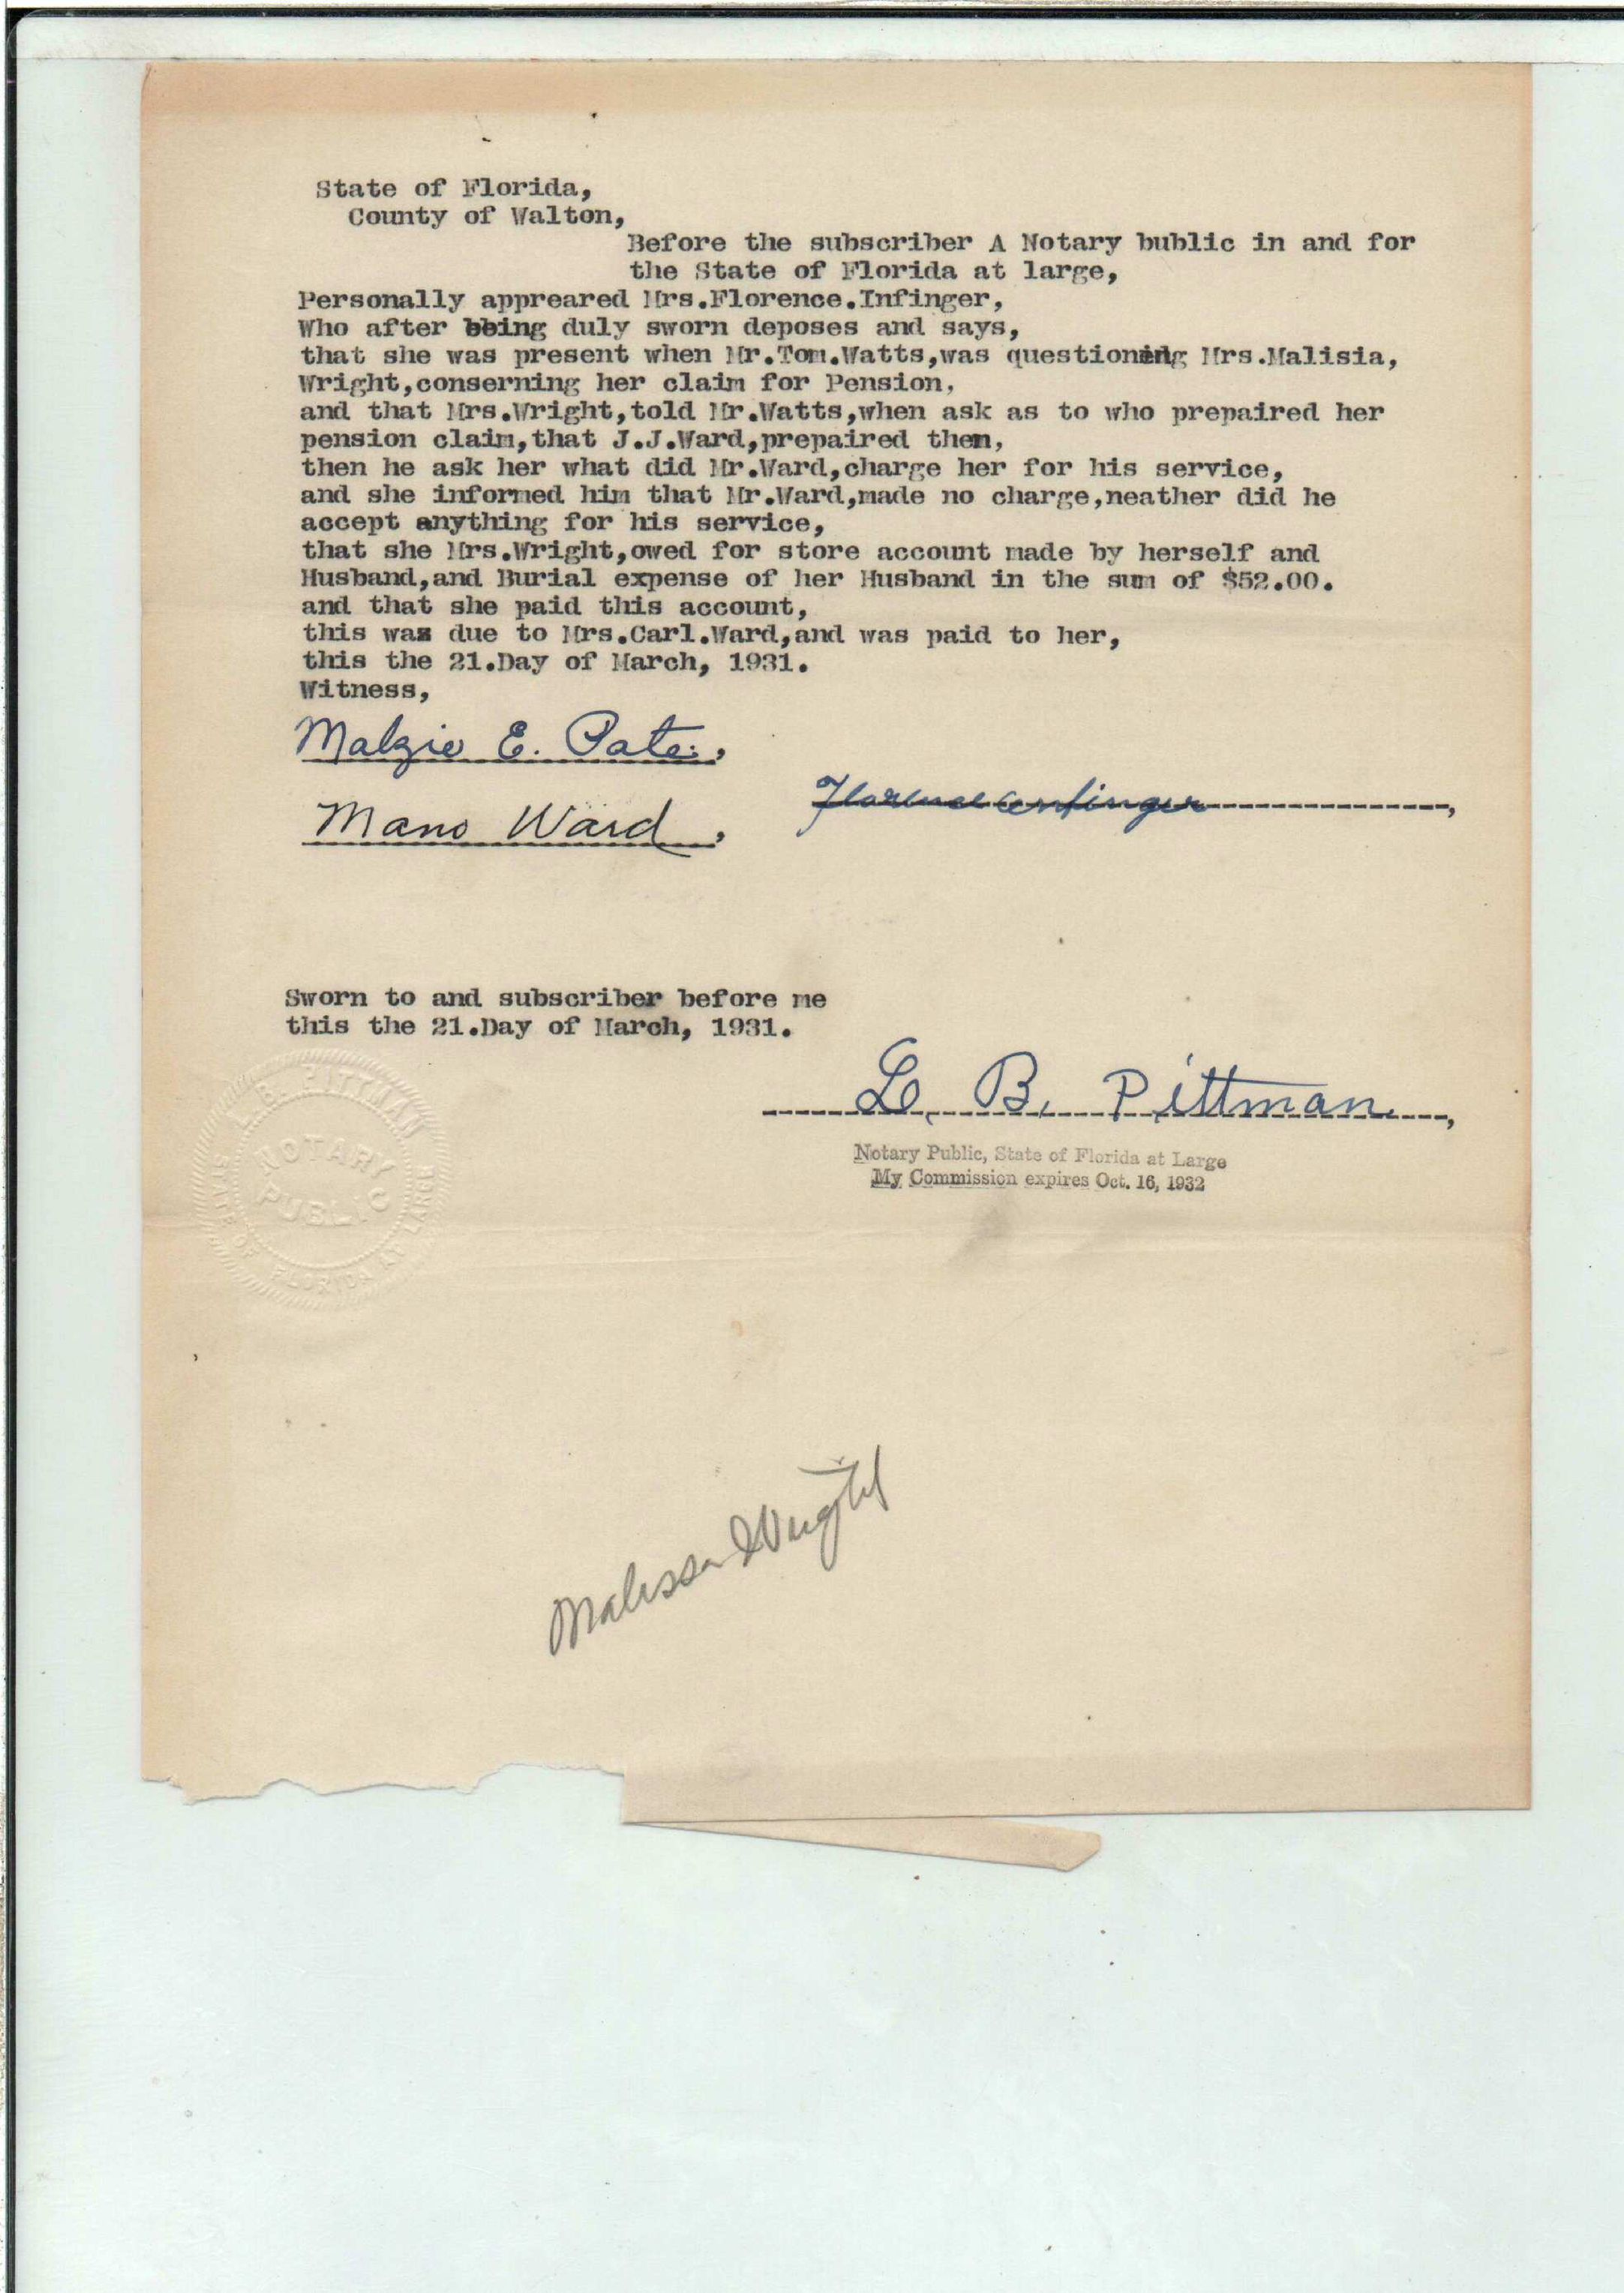 State of Florida,
County of Walton,
Before the subscriber A Notary bublic in and for
the State of Florida at large,
Personally appreared Mrs.Florence.Infinger,
Who after being duly sworn deposes and says,
that she was present when Mr.Tom.Watts,was questioning Mrs.Malisia,
Wright,conserning her claim for Pension,
and that Mrs.Wright,told Mr.Watts,when ask as to who prepaired her
pension claim,that J.J.Ward,prepaired them,
then he ask her what did Mr.Ward,charge her for his service,
and she informed him that Mr.Ward,made no charge,neather did he
accept anything for his service,
that she Mrs.Wright,owed for store account made by herself and
Husband,and Burial expense of her Husband in the sum of $52.00.
and that she paid this account,
this was due to Mrs.Carl.Ward,and was paid to her,
this the 21.Day of March, 1931.
Witness,
Malzie E. Pate.,
Florence Enfinger,
Mano Ward,
Sworn to and subscriber before me
this the 21.Day of March, 1931.
L. B. Pittman,
Notary Public, State of Florida at Large
My Commission expires Oct. 16, 1932
L. B. PITTMAN
NOTARY
PUBLIC
STATE OF FLORIDA AT LARGE
Malissa Wright